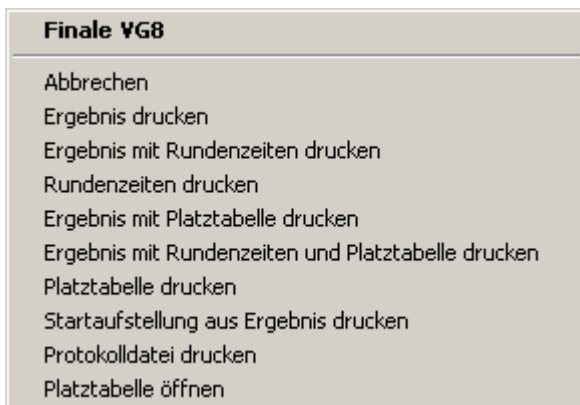 Finale VG8
Abbrechen
Ergebnis drucken
Ergebnis mit Rundenzeiten drucken
Rundenzeiten drucken
Ergebnis mit Platztabelle drucken
Ergebnis mit Rundenzeiten und Platztabelle drucken
Platztabelle drucken
Startaufstellung aus Ergebnis drucken
Protokolldatei drucken
Platztabelle öffnen